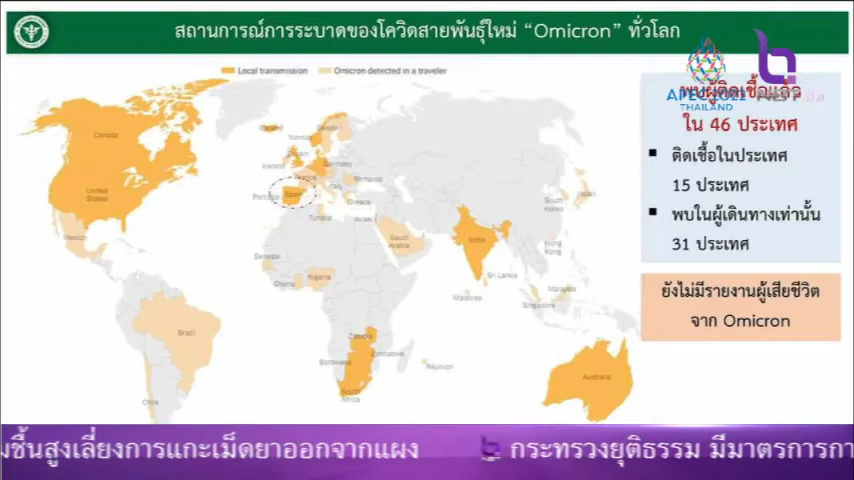 สถานการณ์การระบาดของโควิดสายพันธุ์ใหม่ “Omicron” ทั่วโลก
Local transmission
Omicron detected in a traveler
APEC 2022
THAILAND
พบผู้ติดเชื้อแล้ว
ใน 46 ประเทศ
ติดเชื้อในประเทศ
15 ประเทศ
พบในผู้เดินทางเท่านั้น
31 ประเทศ
ยังไม่มีรายงานผู้เสียชีวิต
จาก Omicron
Canada
United
States
Mexico
Brazil
Chile
Iceland
Norway
Sweden
Britain
Ireland
Germany
France
Romania
Portugal
Spain
Italy
Greece
Tunisia
Israel
Saudi
Arabia
Senegal
Ghana
Nigeria
Zambia
Zimbabwe
Botswana
South
Africa
Réunion
India
Sri Lanka
Maldives
Malaysia
Singapore
Hong
Kong
South
Korea
Japan
Australia
มชื้นสูงเสี่ยงการแกะเม็ดยาออกจากแผง
กระทรวงยุติธรรม มีมาตรการกา